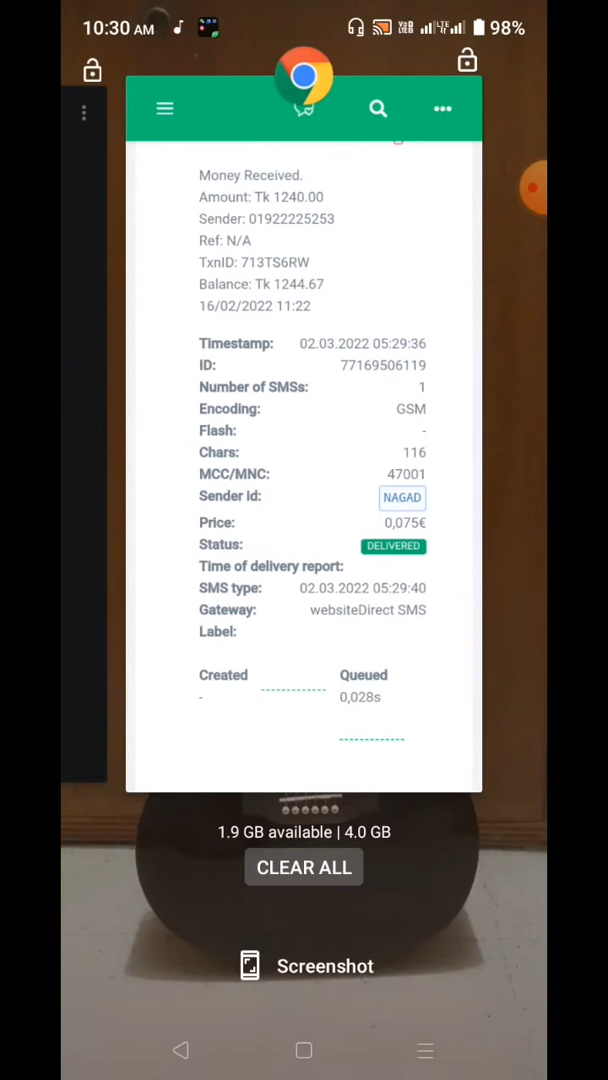 10:30 AM 98%
Money Received.
Amount: Tk 1240.00
Sender: 01922225253
Ref: N/A
TxnID: 713TS6RW
Balance: Tk 1244.67
16/02/2022 11:22
Timestamp: 02.03.2022 05:29:36
ID: 77169506119
Number of SMSs: 1
Encoding: GSM
Flash: -
Chars: 116
MCC/MNC: 47001
Sender id: NAGAD
Price: 0,075€
Status: DELIVERED
Time of delivery report:
SMS type: 02.03.2022 05:29:40
Gateway: websiteDirect SMS
Label:
Created Queued
- 0,028s
1.9 GB available | 4.0 GB
CLEAR ALL
Screenshot